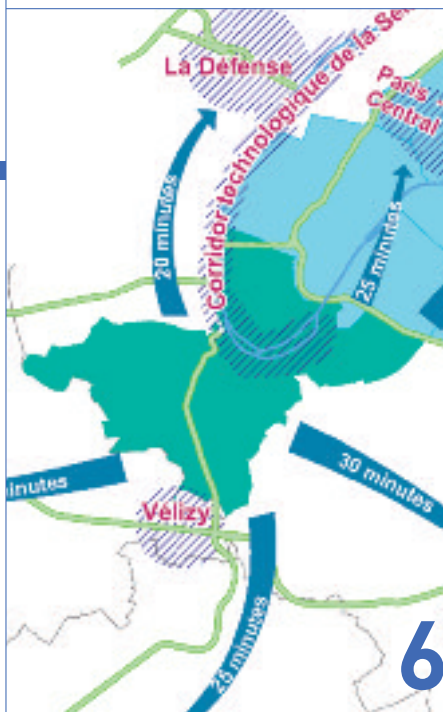 La Défense
Corridor technologique de la Se
Paris
Central
20 minutes
25 minutes
30 minutes
inutes
Vélizy
25 minutes
6